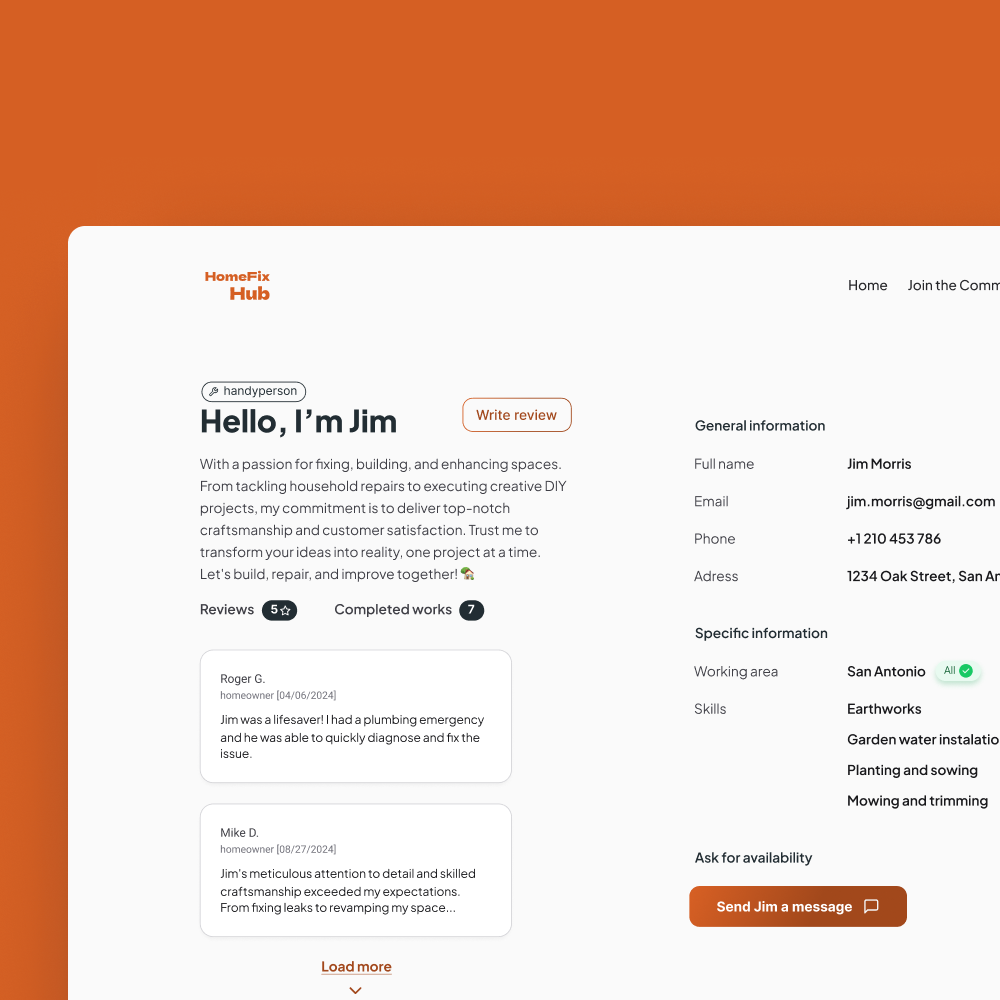 HomeFix
Hub
Home
Join the Comm
handyperson
Hello, I’m Jim
Write review
With a passion for fixing, building, and enhancing spaces.
From tackling household repairs to executing creative DIY
projects, my commitment is to deliver top-notch
craftsmanship and customer satisfaction. Trust me to
transform your ideas into reality, one project at a time.
Let's build, repair, and improve together! 🏡
Reviews 5
Completed works 7
Roger G.
homeowner [04/06/2024]
Jim was a lifesaver! I had a plumbing emergency
and he was able to quickly diagnose and fix the
issue.
Mike D.
homeowner [08/27/2024]
Jim's meticulous attention to detail and skilled
craftsmanship exceeded my expectations.
From fixing leaks to revamping my space...
Load more
General information
Full name Jim Morris
Email jim.morris@gmail.com
Phone +1 210 453 786
Adress 1234 Oak Street, San An
Specific information
Working area San Antonio All
Skills Earthworks
Garden water instalatio
Planting and sowing
Mowing and trimming
Ask for availability
Send Jim a message